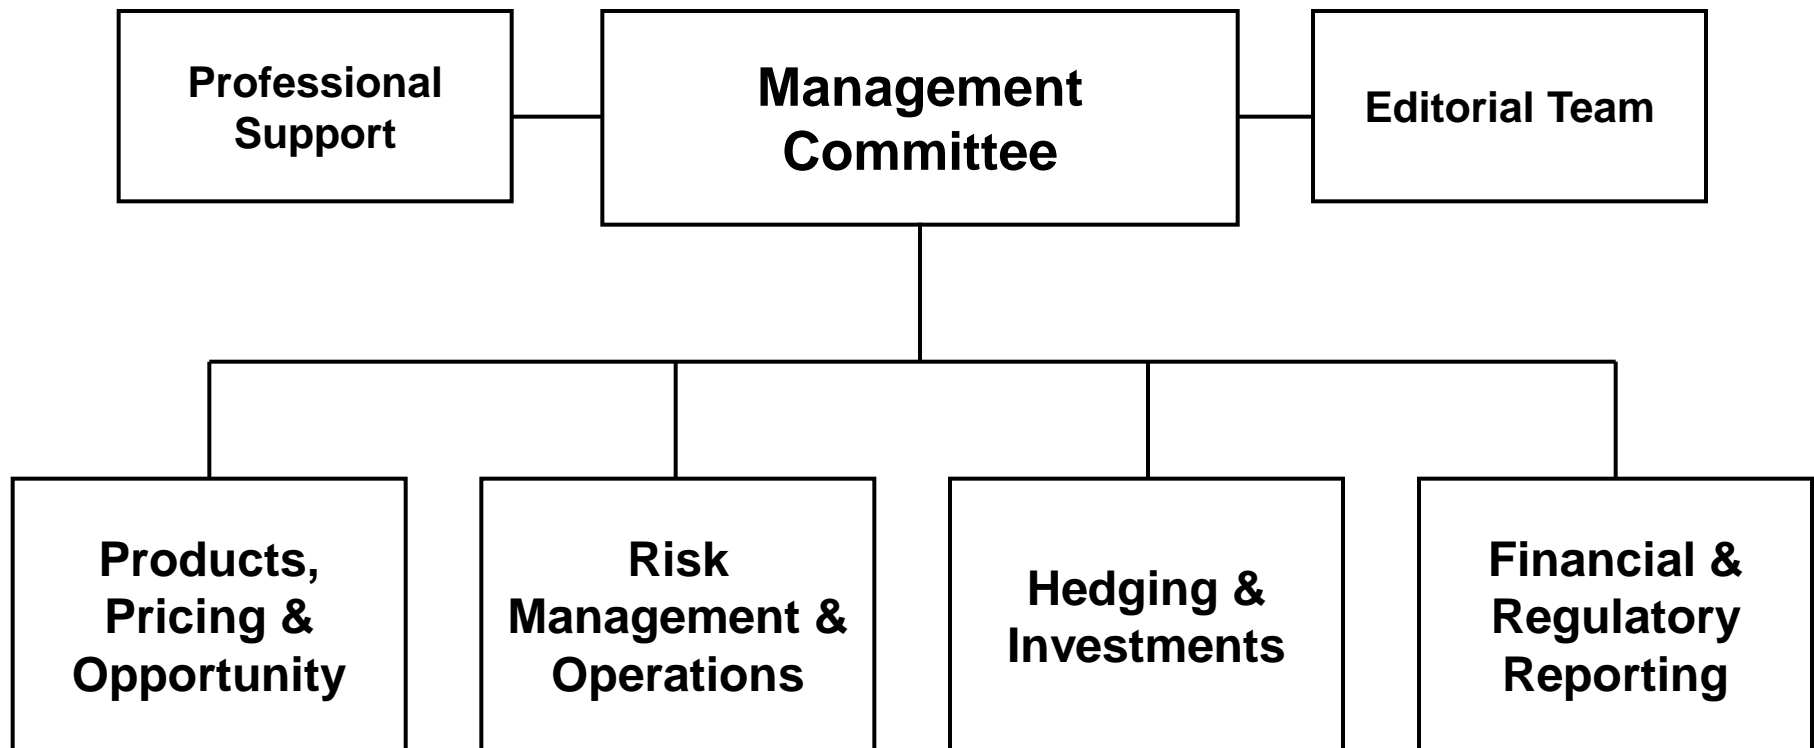 Professional
Support
Management
Committee
Editorial Team
Products,
Pricing &
Opportunity
Risk
Management &
Operations
Hedging &
Investments
Financial &
Regulatory
Reporting